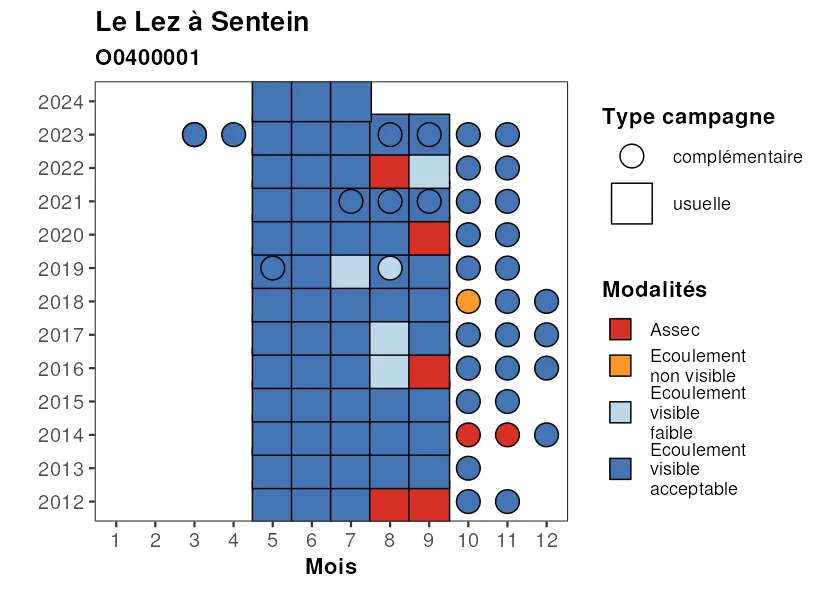 Le Lez à Sentein
O0400001
2024
2023
2022
2021
2020
2019
2018
2017
2016
2015
2014
2013
2012
1 2 3 4 5 6 7 8 9 10 11 12
Mois
Type campagne
complémentaire
usuelle
Modalités
Assec
Ecoulement
non visible
Ecoulement
visible
faible
Ecoulement
visible
acceptable